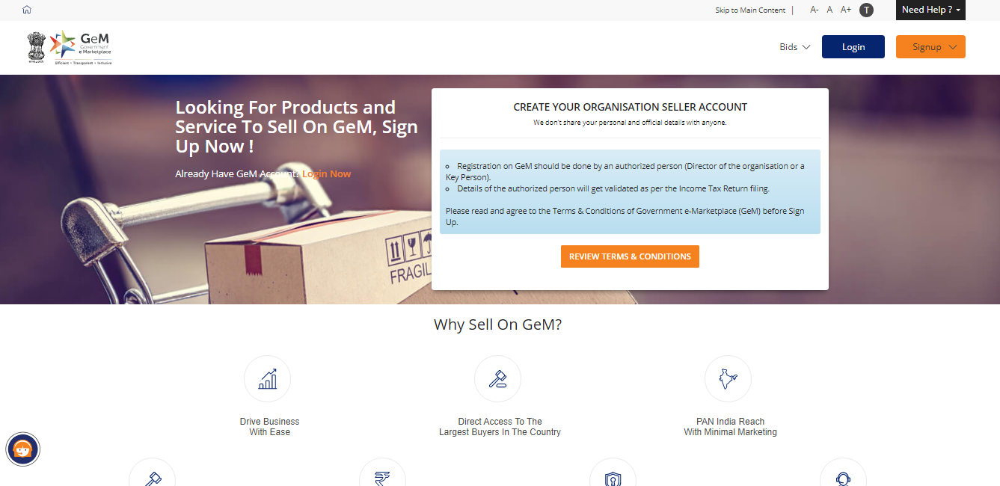 Skip to Main Content | A- A A+ T Need Help ?
GeM
Government
e Marketplace
Efficient • Transparent • Inclusive
Bids Login Signup
Looking For Products and
Service To Sell On GeM, Sign
Up Now !
Already Have GeM Account? Login Now
FRAGIL
CREATE YOUR ORGANISATION SELLER ACCOUNT
We don't share your personal and official details with anyone.
Registration on GeM should be done by an authorized person (Director of the organisation or a
Key Person).
Details of the authorized person will get validated as per the Income Tax Return filing.
Please read and agree to the Terms & Conditions of Government e-Marketplace (GeM) before Sign
Up.
REVIEW TERMS & CONDITIONS
Why Sell On GeM?
Drive Business
With Ease
Direct Access To The
Largest Buyers In The Country
PAN India Reach
With Minimal Marketing